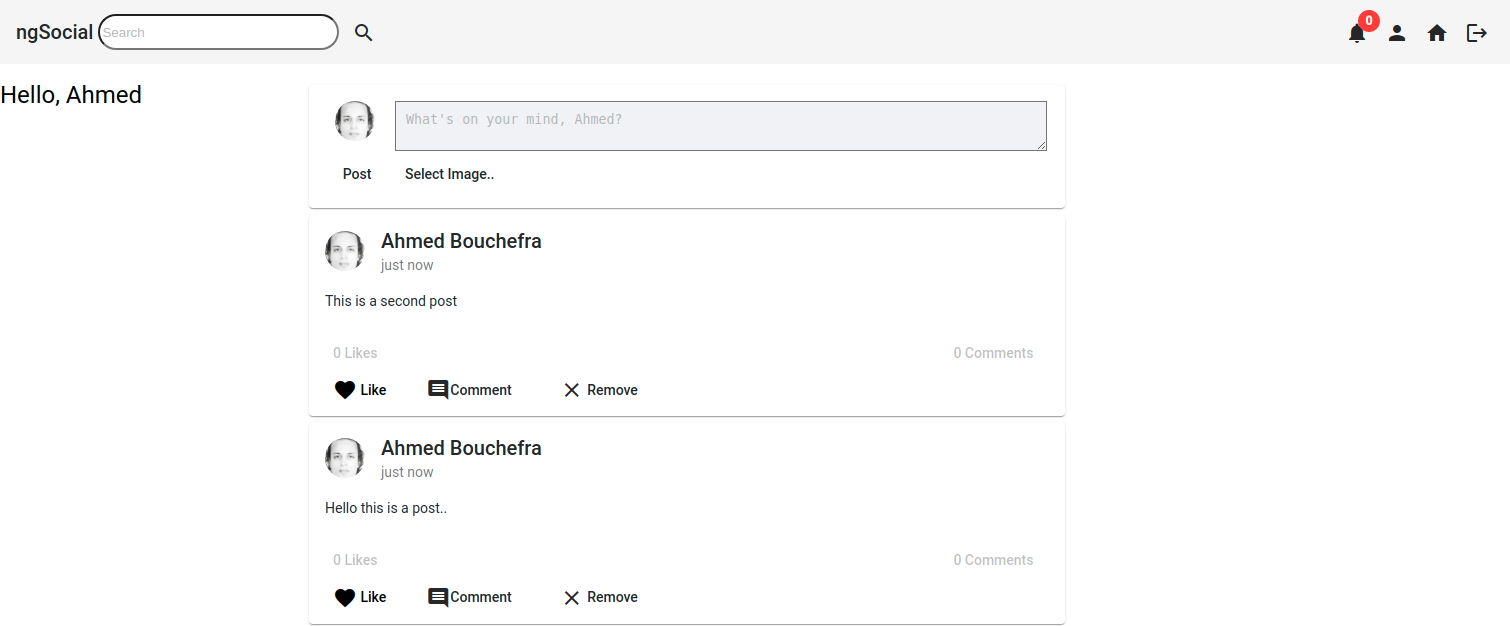 ngSocial Search 0
Hello, Ahmed
What's on your mind, Ahmed?
Post Select Image..
Ahmed Bouchefra
just now
This is a second post
0 Likes 0 Comments
Like Comment Remove
Ahmed Bouchefra
just now
Hello this is a post..
0 Likes 0 Comments
Like Comment Remove